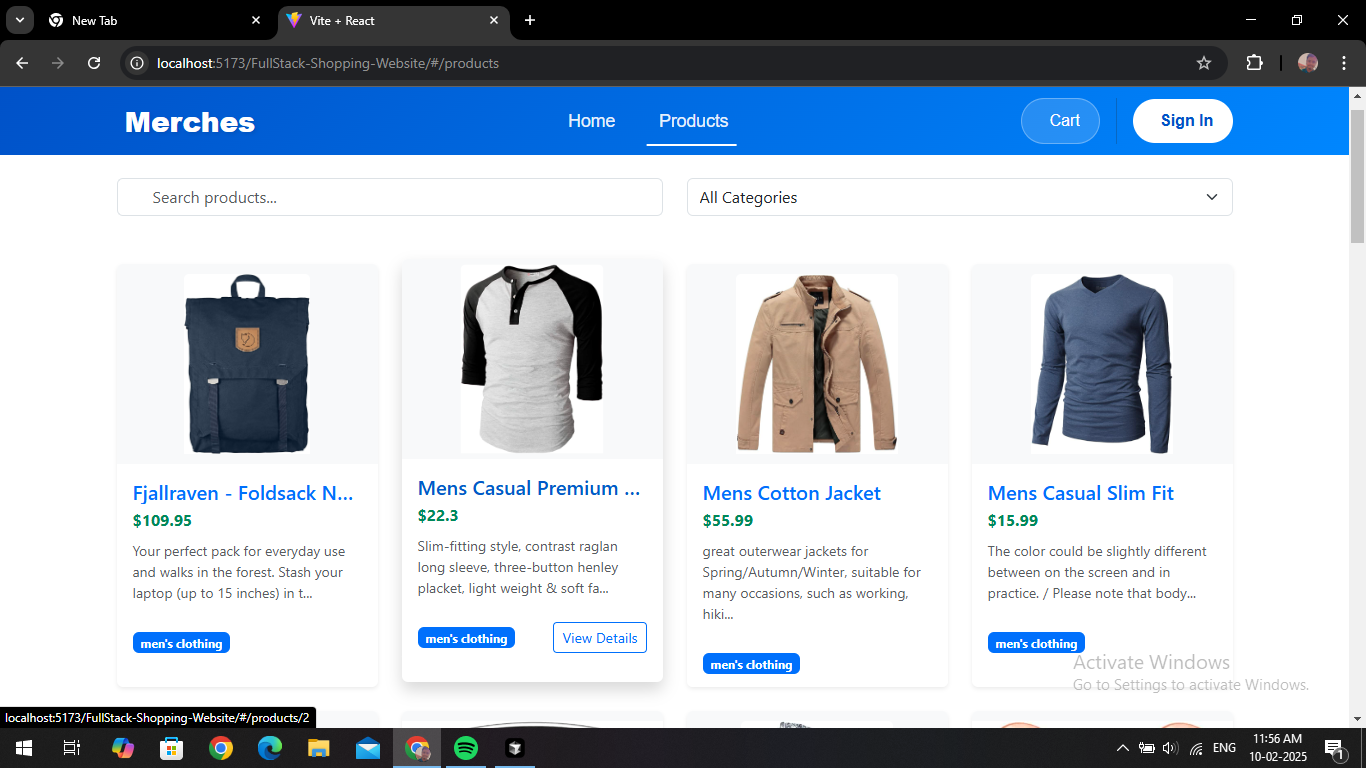 New Tab
Vite + React
localhost:5173/FullStack-Shopping-Website/#/products
Merches
Home
Products
Cart
Sign In
Search products...
All Categories
Fjallraven - Foldsack N...
$109.95
Your perfect pack for everyday use
and walks in the forest. Stash your
laptop (up to 15 inches) in t...
men's clothing
Mens Casual Premium ...
$22.3
Slim-fitting style, contrast raglan
long sleeve, three-button henley
placket, light weight & soft fa...
men's clothing
View Details
Mens Cotton Jacket
$55.99
great outerwear jackets for
Spring/Autumn/Winter, suitable for
many occasions, such as working,
hiki...
men's clothing
Mens Casual Slim Fit
$15.99
The color could be slightly different
between on the screen and in
practice. / Please note that body...
men's clothing
Activate Windows
Go to Settings to activate Windows.
localhost:5173/FullStack-Shopping-Website/#/products/2
ENG
11:56 AM
10-02-2025
1